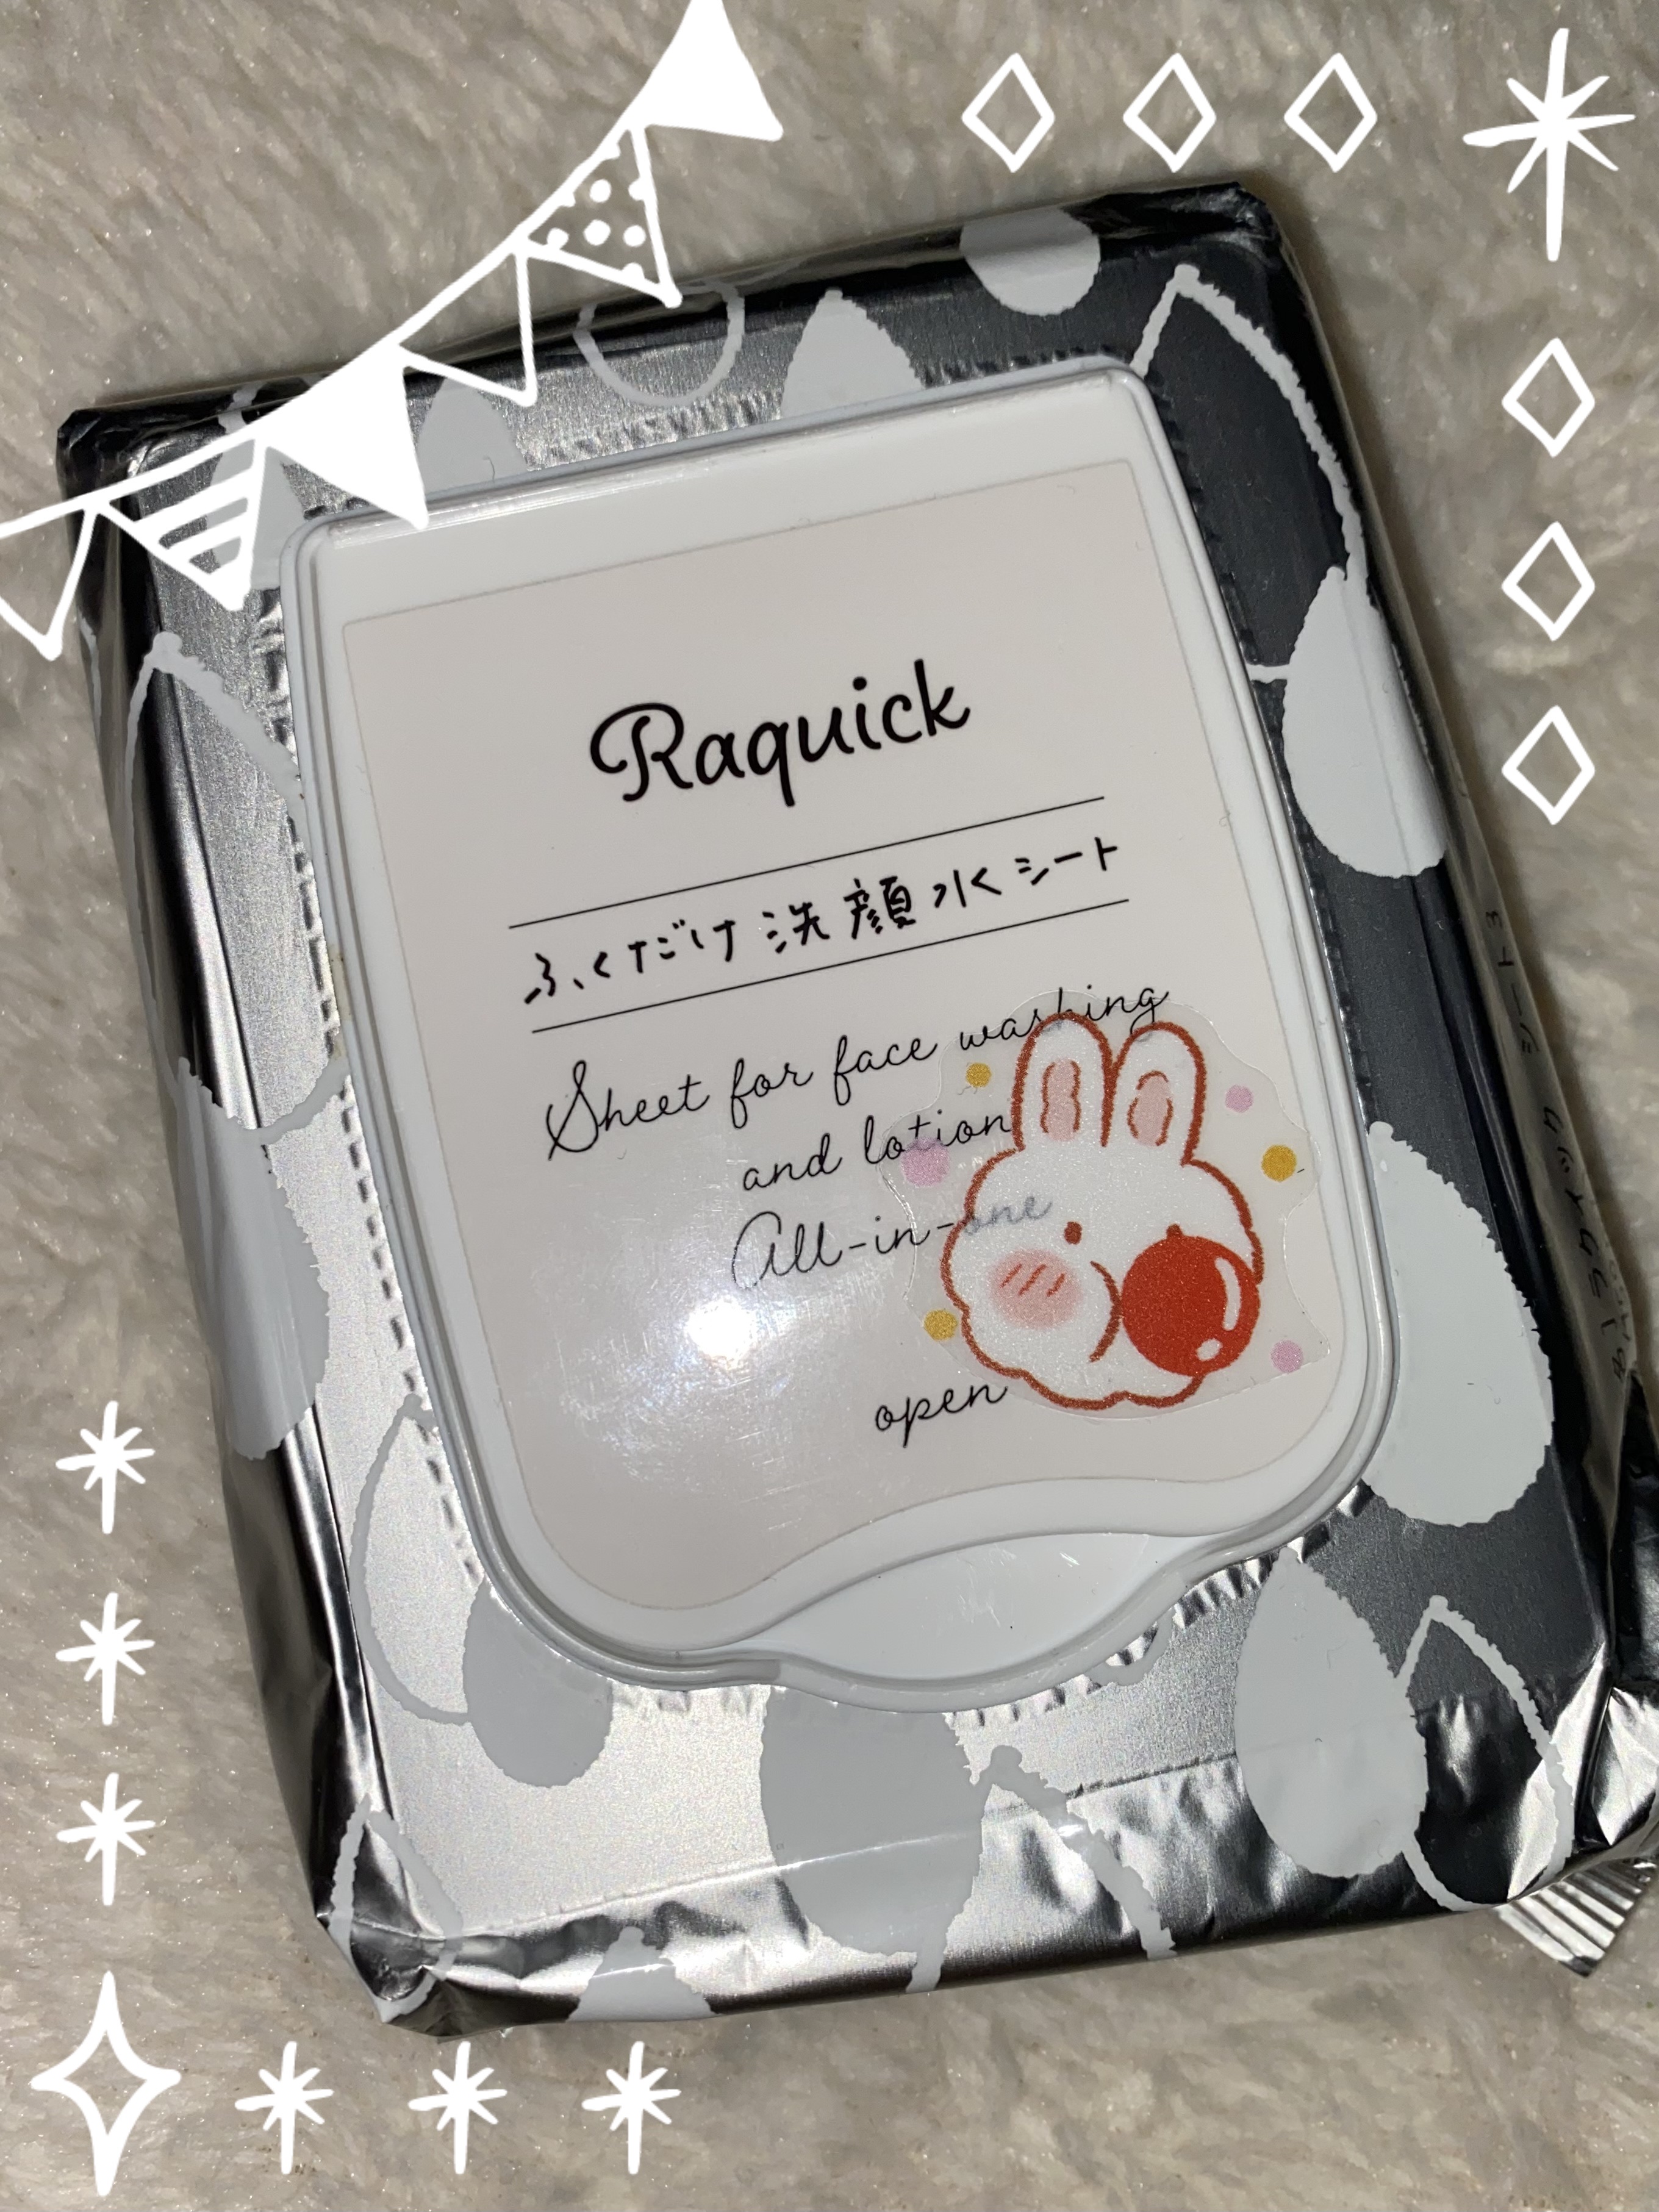 Raquick
ふくだけ洗顔水シート
Sheet for face washing
and lotion
All-in-one
open